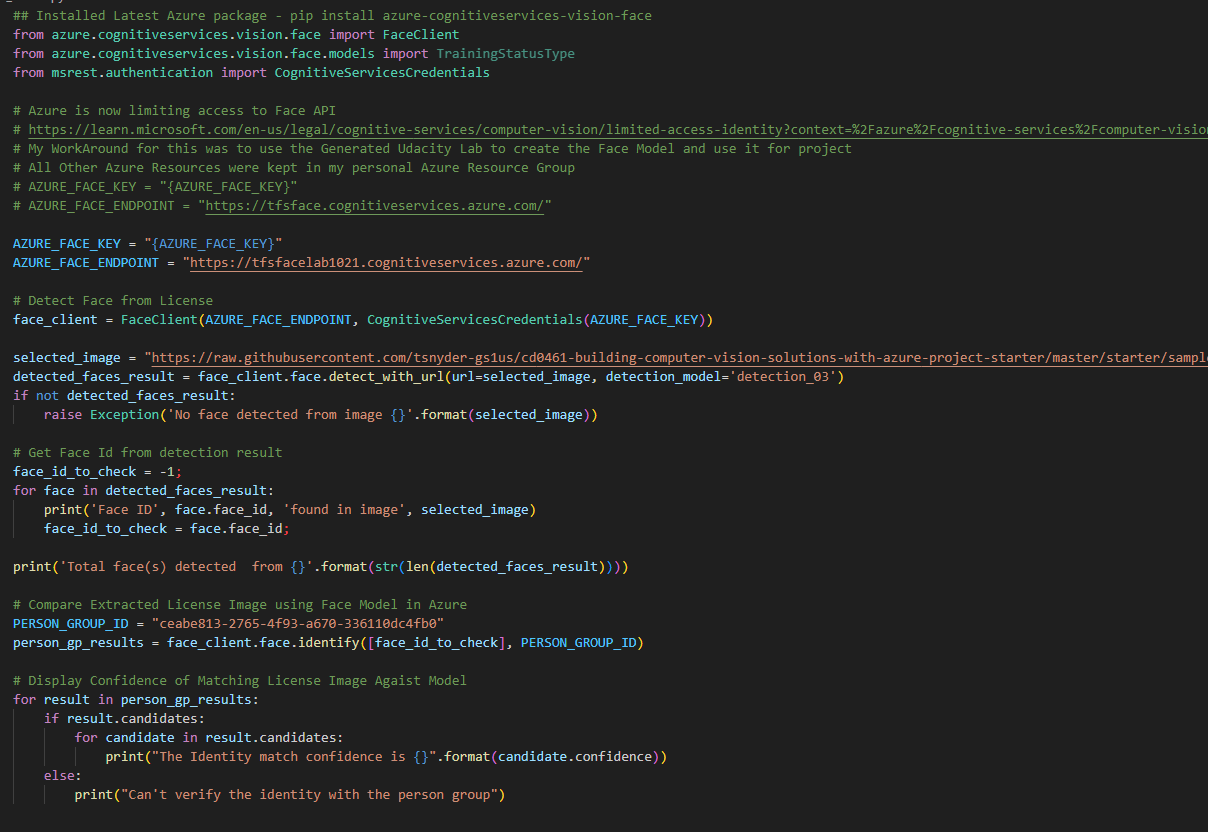 ## Installed Latest Azure package - pip install azure-cognitiveservices-vision-face
from azure.cognitiveservices.vision.face import FaceClient
from azure.cognitiveservices.vision.face.models import TrainingStatusType
from msrest.authentication import CognitiveServicesCredentials
# Azure is now limiting access to Face API
# https://learn.microsoft.com/en-us/legal/cognitive-services/computer-vision/limited-access-identity?context=%2Fazure%2Fcognitive-services%2Fcomputer-vision
# My WorkAround for this was to use the Generated Udacity Lab to create the Face Model and use it for project
# All Other Azure Resources were kept in my personal Azure Resource Group
# AZURE_FACE_KEY = "{AZURE_FACE_KEY}"
# AZURE_FACE_ENDPOINT = "https://tfsface.cognitiveservices.azure.com/"
AZURE_FACE_KEY = "{AZURE_FACE_KEY}"
AZURE_FACE_ENDPOINT = "https://tfsfacelab1021.cognitiveservices.azure.com/"
# Detect Face from License
face_client = FaceClient(AZURE_FACE_ENDPOINT, CognitiveServicesCredentials(AZURE_FACE_KEY))
selected_image = "https://raw.githubusercontent.com/tsnyder-gs1us/cd0461-building-computer-vision-solutions-with-azure-project-starter/master/starter/sampl
detected_faces_result = face_client.face.detect_with_url(url=selected_image, detection_model='detection_03')
if not detected_faces_result:
    raise Exception('No face detected from image {}'.format(selected_image))
# Get Face Id from detection result
face_id_to_check = -1;
for face in detected_faces_result:
    print('Face ID', face.face_id, 'found in image', selected_image)
    face_id_to_check = face.face_id;
print('Total face(s) detected  from {}'.format(str(len(detected_faces_result))))
# Compare Extracted License Image using Face Model in Azure
PERSON_GROUP_ID = "ceabe813-2765-4f93-a670-336110dc4fb0"
person_gp_results = face_client.face.identify([face_id_to_check], PERSON_GROUP_ID)
# Display Confidence of Matching License Image Agaist Model
for result in person_gp_results:
    if result.candidates:
        for candidate in result.candidates:
            print("The Identity match confidence is {}".format(candidate.confidence))
    else:
        print("Can't verify the identity with the person group")